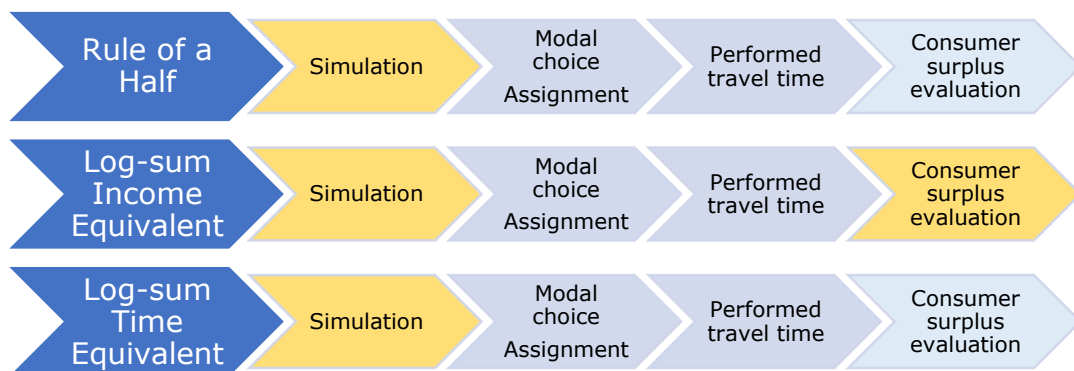 Rule of a
Half
Simulation
Modal
choice
Assignment
Performed
travel time
Consumer
surplus
evaluation
Log-sum
Income
Equivalent
Simulation
Modal
choice
Assignment
Performed
travel time
Consumer
surplus
evaluation
Log-sum
Time
Equivalent
Simulation
Modal
choice
Assignment
Performed
travel time
Consumer
surplus
evaluation